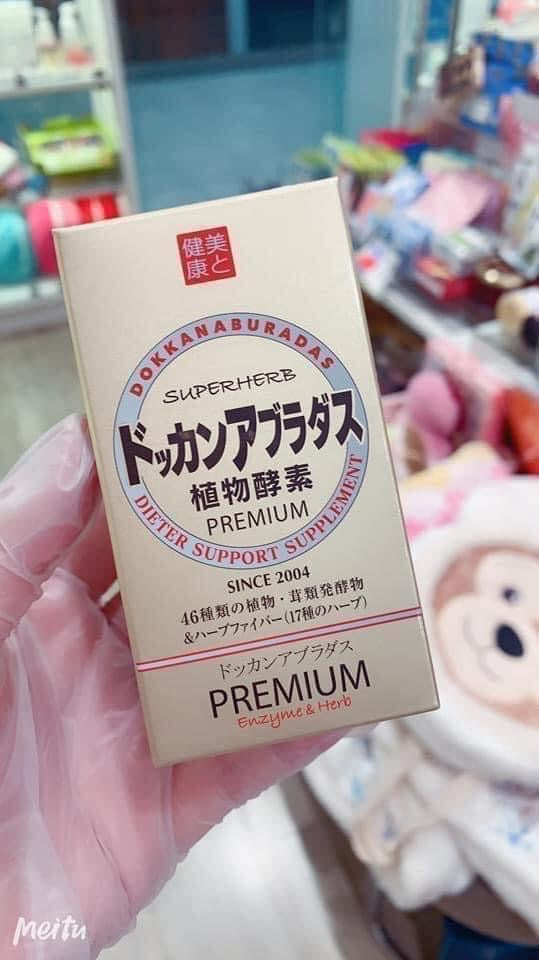 美と
健康
DOKKANABURADAS
SUPERHERB
ドッカンアブラダス
植物酵素
PREMIUM
DIETER SUPPORT SUPPLEMENT
SINCE 2004
46種類の植物・茸類発酵物
&ハーブファイバー(17種のハーブ)
ドッカンアブラダス
PREMIUM
Enzyme & Herb
meitu